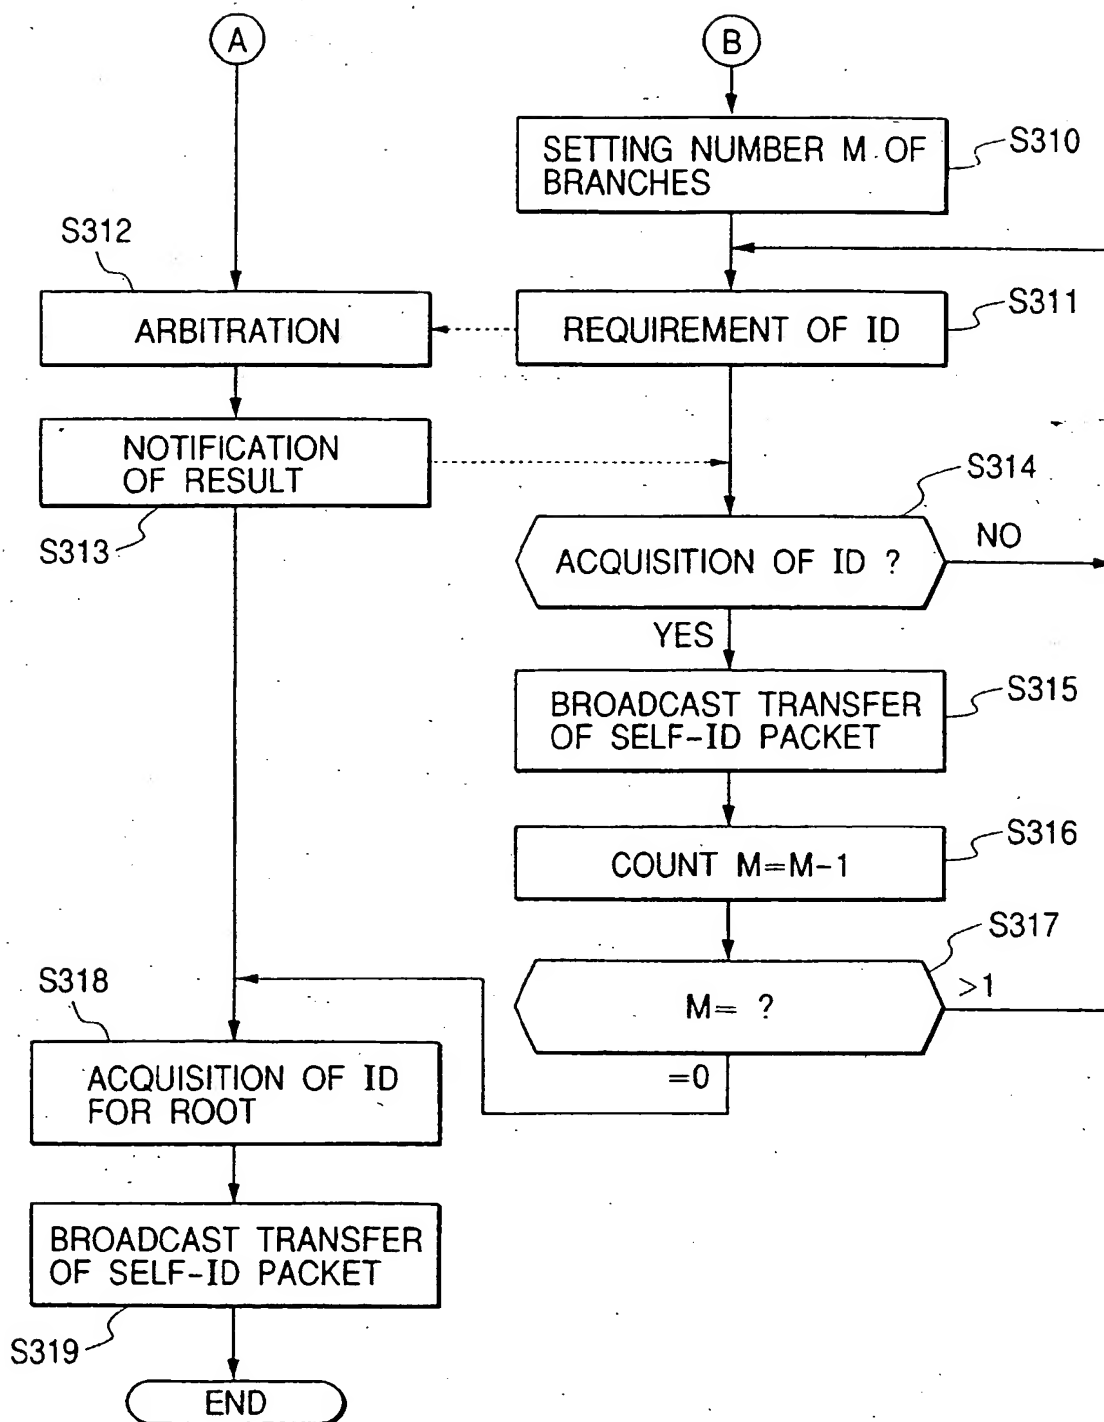 A
B
SETTING NUMBER M OF
BRANCHES
S310
S312
ARBITRATION
REQUIREMENT OF ID
S311
NOTIFICATION
OF RESULT
S313
S314
ACQUISITION OF ID ?
NO
YES
BROADCAST TRANSFER
OF SELF-ID PACKET
S315
COUNT M=M-1
S316
S317
M= ?
>1
=0
S318
ACQUISITION OF ID
FOR ROOT
BROADCAST TRANSFER
OF SELF-ID PACKET
S319
END